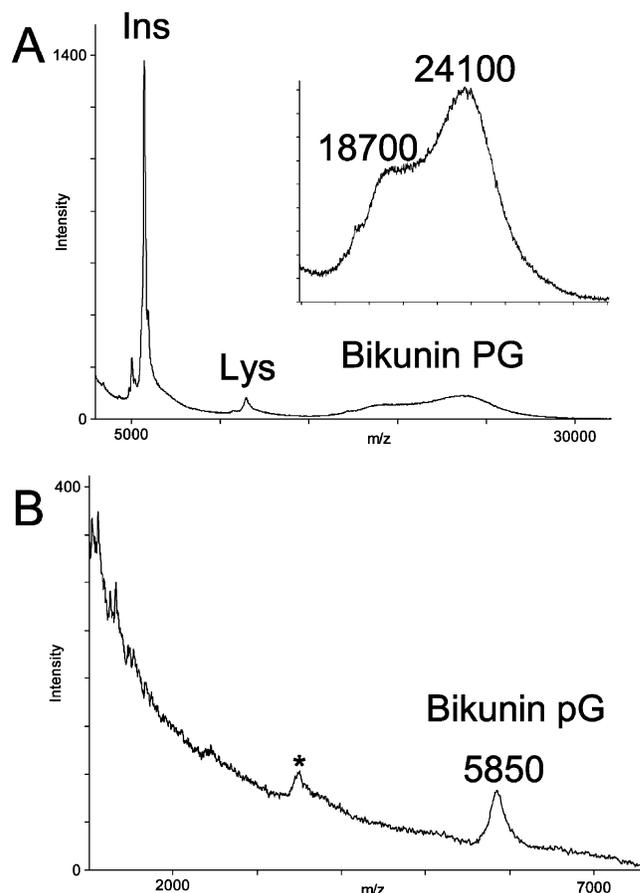 A
Ins
1400
24100
18700
Intensity
Lys
Bikunin PG
0
5000
m/z
30000
B
400
Intensity
Bikunin pG
*
5850
0
2000
m/z
7000